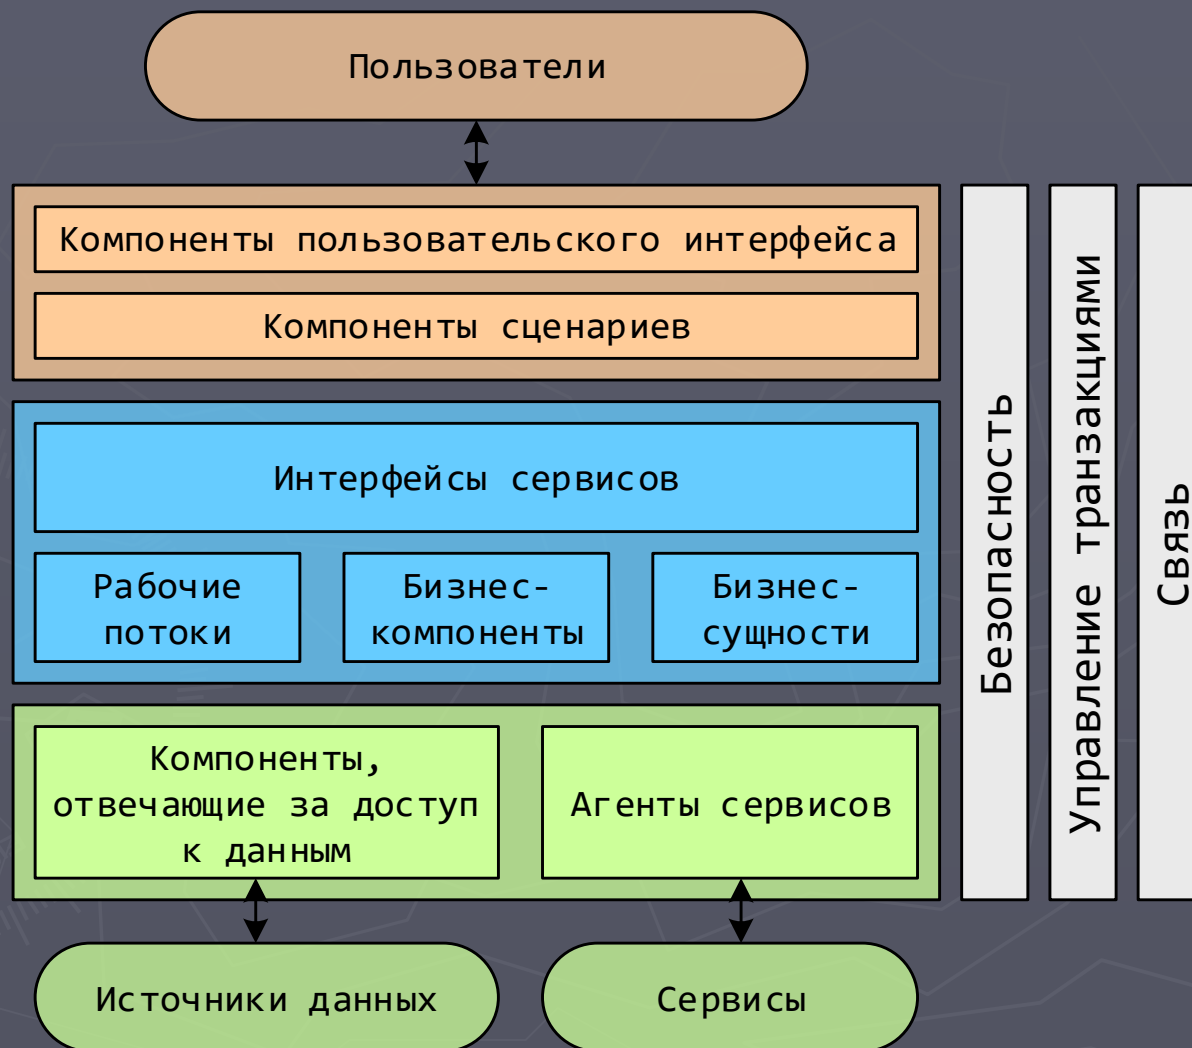 Пользователи
Компоненты пользовательского интерфейса
Компоненты сценариев
Интерфейсы сервисов
Рабочие
потоки
Бизнес-
компоненты
Бизнес-
сущности
Компоненты,
отвечающие за доступ
к данным
Агенты сервисов
Источники данных
Сервисы
Безопасность
Управление транзакциями
Связь